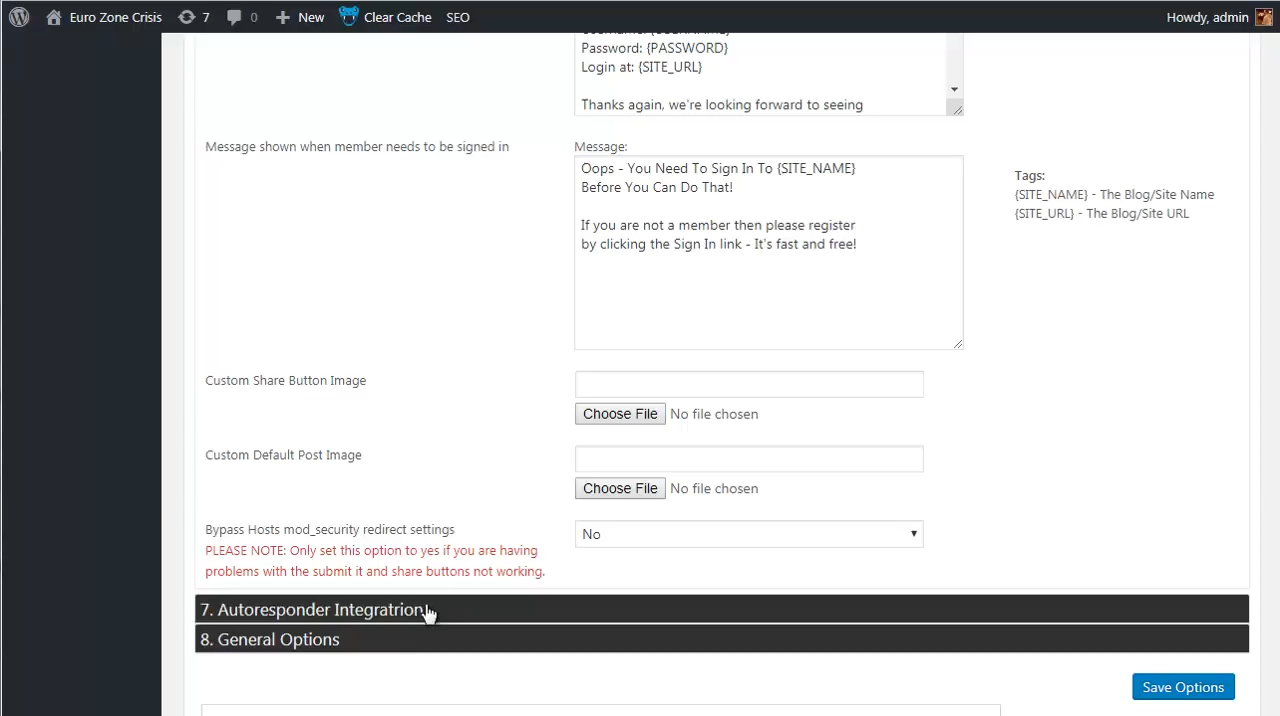 Euro Zone Crisis 7 0 New Clear Cache SEO Howdy, admin
Password: {PASSWORD}
Login at: {SITE_URL}
Thanks again, we're looking forward to seeing
Message shown when member needs to be signed in
Message:
Oops - You Need To Sign In To {SITE_NAME}
Before You Can Do That!
If you are not a member then please register
by clicking the Sign In link - It's fast and free!
Tags:
{SITE_NAME} - The Blog/Site Name
{SITE_URL} - The Blog/Site URL
Custom Share Button Image
Choose File No file chosen
Custom Default Post Image
Choose File No file chosen
Bypass Hosts mod_security redirect settings
PLEASE NOTE: Only set this option to yes if you are having
problems with the submit it and share buttons not working.
No
7. Autoresponder Integratrion
8. General Options
Save Options